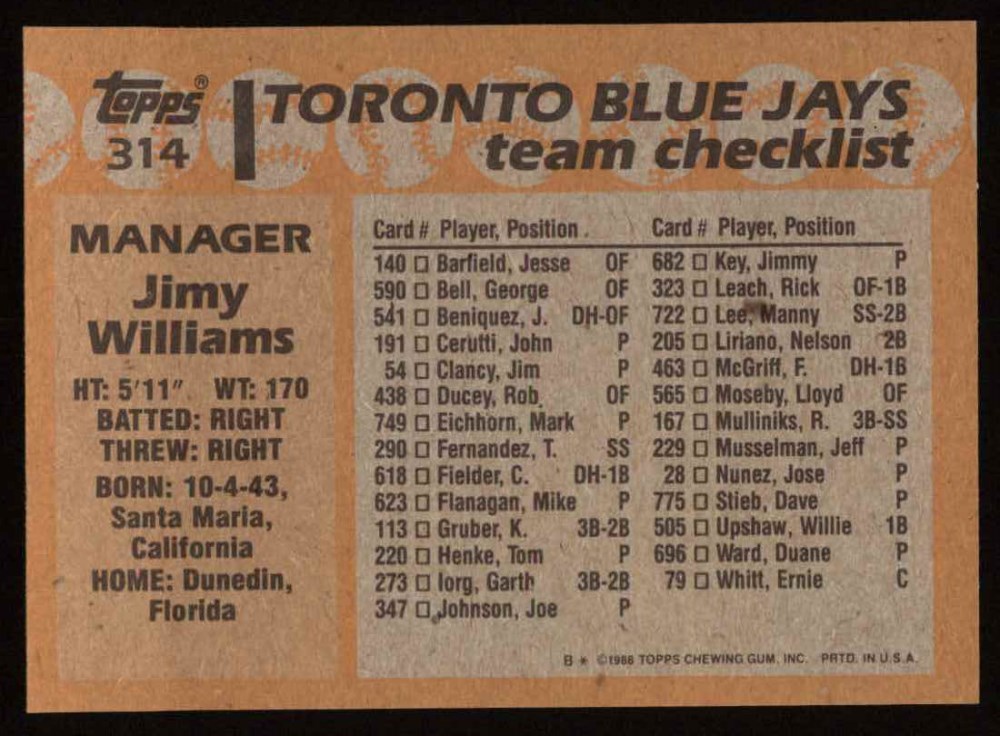 topps®
314
TORONTO BLUE JAYS
team checklist
MANAGER
Jimy
Williams
HT: 5'11" WT: 170
BATTED: RIGHT
THREW: RIGHT
BORN: 10-4-43,
Santa Maria,
California
HOME: Dunedin,
Florida
Card # Player, Position
140 □ Barfield, Jesse OF
590 □ Bell, George OF
541 □ Beniquez, J. DH-OF
191 □ Cerutti, John P
54 □ Clancy, Jim P
438 □ Ducey, Rob. OF
749 □ Eichhorn, Mark P
290 □ Fernandez, T. SS
618 □ Fielder, C. DH-1B
623 □ Flanagan, Mike P
113 □ Gruber, K. 3B-2B
220 □ Henke, Tom P
273 □ Iorg, Garth 3B-2B
347 □ Johnson, Joe P
Card # Player, Position
682 □ Key, Jimmy P
323 □ Leach, Rick OF-1B
722 □ Lee, Manny SS-2B
205 □ Liriano, Nelson 2B
463 □ McGriff, F. DH-1B
565 □ Moseby, Lloyd OF
167 □ Mulliniks, R. 3B-SS
229 □ Musselman, Jeff P
28 □ Nunez, Jose P
775 □ Stieb, Dave P
505 □ Upshaw, Willie 1B
696 □ Ward, Duane P
79 □ Whitt, Ernie C
B * ©1988 TOPPS CHEWING GUM, INC. PRTD. IN U.S.A.